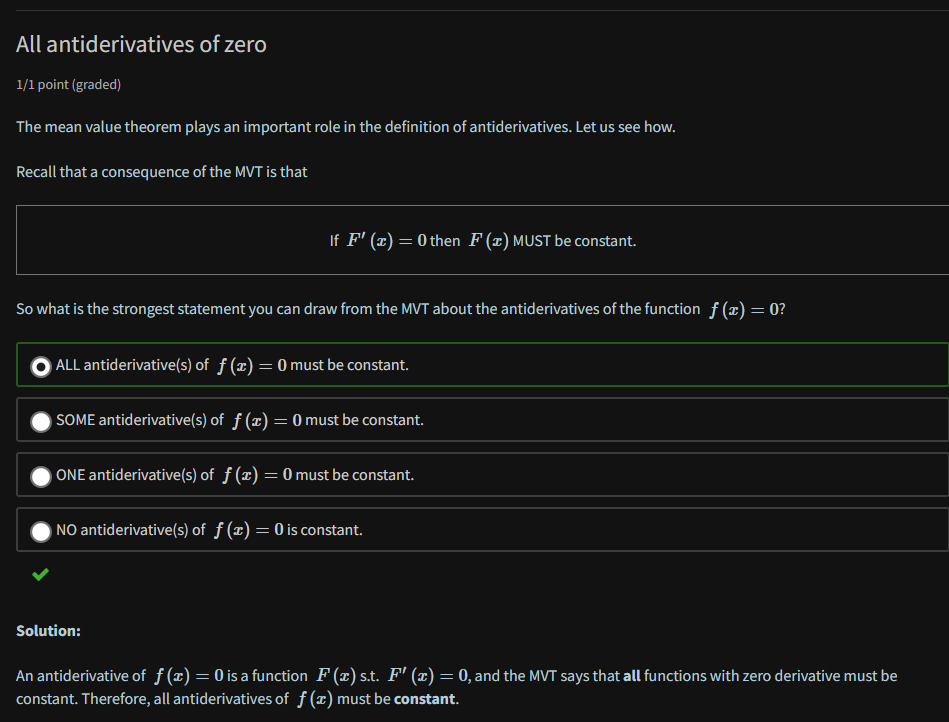 All antiderivatives of zero
1/1 point (graded)
The mean value theorem plays an important role in the definition of antiderivatives. Let us see how.
Recall that a consequence of the MVT is that
If F′(x) = 0 then F(x) MUST be constant.
So what is the strongest statement you can draw from the MVT about the antiderivatives of the function f(x) = 0?
ALL antiderivative(s) of f(x) = 0 must be constant.
SOME antiderivative(s) of f(x) = 0 must be constant.
ONE antiderivative(s) of f(x) = 0 must be constant.
NO antiderivative(s) of f(x) = 0 is constant.
Solution:
An antiderivative of f(x) = 0 is a function F(x) s.t. F′(x) = 0, and the MVT says that all functions with zero derivative must be
constant. Therefore, all antiderivatives of f(x) must be constant.